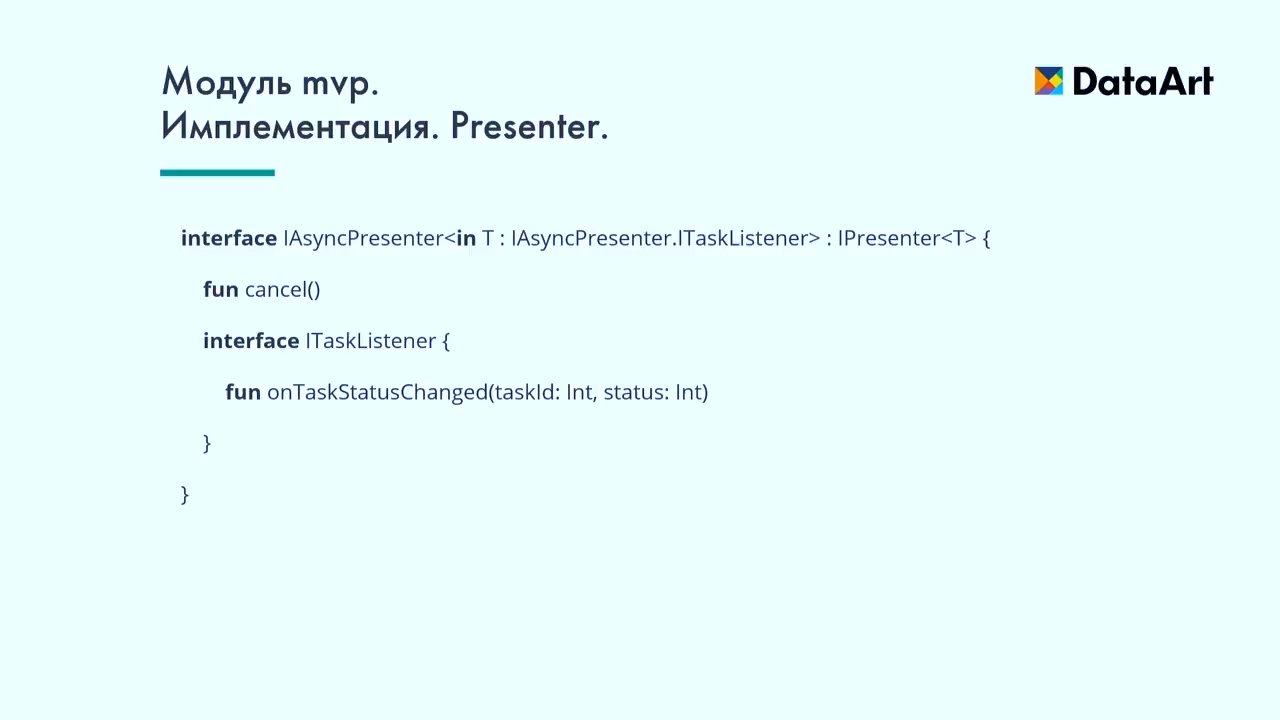 Модуль mvp.
Имплементация. Presenter.
DataArt
interface IAsyncPresenter<in T : IAsyncPresenter.ITaskListener> : IPresenter<T> {
fun cancel()
interface ITaskListener {
fun onTaskStatusChanged(taskId: Int, status: Int)
}
}